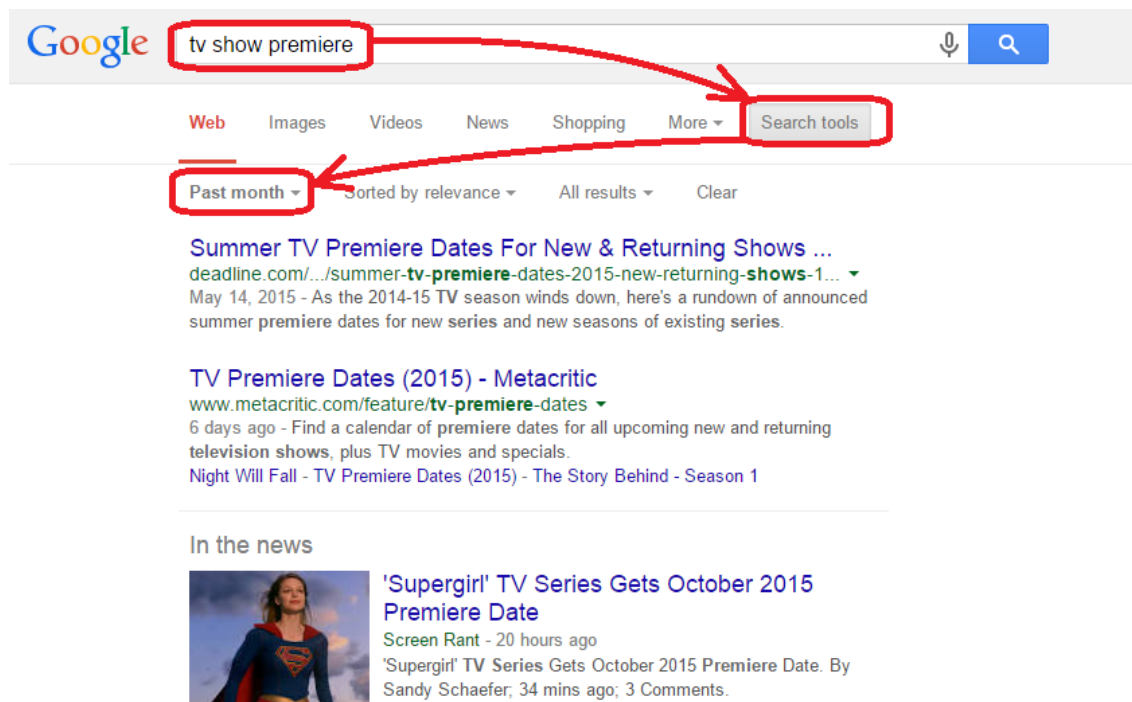 Google tv show premiere
Web Images Videos News Shopping More Search tools
Past month Sorted by relevance All results Clear
Summer TV Premiere Dates For New & Returning Shows ...
deadline.com/.../summer-tv-premiere-dates-2015-new-returning-shows-1...
May 14, 2015 - As the 2014-15 TV season winds down, here's a rundown of announced
summer premiere dates for new series and new seasons of existing series.
TV Premiere Dates (2015) - Metacritic
www.metacritic.com/feature/tv-premiere-dates
6 days ago - Find a calendar of premiere dates for all upcoming new and returning
television shows, plus TV movies and specials.
Night Will Fall - TV Premiere Dates (2015) - The Story Behind - Season 1
In the news
'Supergirl' TV Series Gets October 2015
Premiere Date
Screen Rant - 20 hours ago
'Supergirl' TV Series Gets October 2015 Premiere Date. By
Sandy Schaefer; 34 mins ago; 3 Comments.